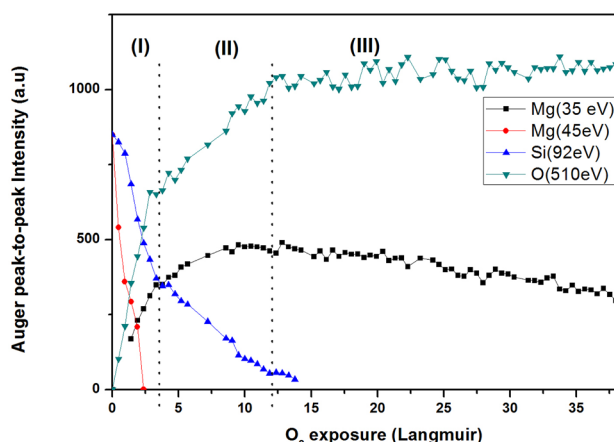 (I) (II) (III)
Auger peak-to-peak Intensity (a.u)
1000
500
0
Mg(35 eV)
Mg(45eV)
Si(92eV)
O(510eV)
0 5 10 15 20 25 30 35
O₂ exposure (Langmuir)